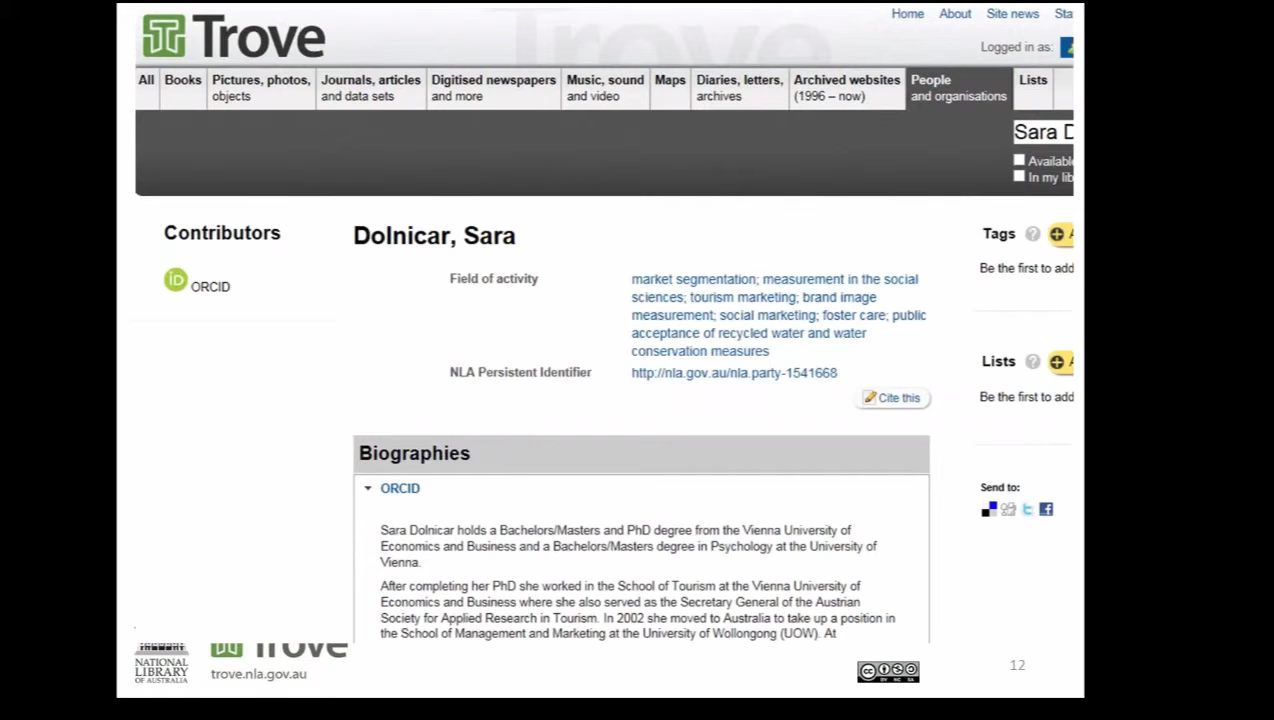 Trove
Home About Site news Sta
Logged in as:
All Books Pictures, photos, objects Journals, articles and data sets Digitised newspapers and more Music, sound and video Maps Diaries, letters, archives Archived websites (1996 – now) People and organisations Lists
Sara D
Availabl
In my lib
Contributors
ORCID
Dolnicar, Sara
Field of activity
market segmentation; measurement in the social
sciences; tourism marketing; brand image
measurement; social marketing; foster care; public
acceptance of recycled water and water
conservation measures
NLA Persistent Identifier
http://nla.gov.au/nla.party-1541668
Cite this
Tags
Be the first to add
Lists
Be the first to add
Send to:
Biographies
ORCID
Sara Dolnicar holds a Bachelors/Masters and PhD degree from the Vienna University of
Economics and Business and a Bachelors/Masters degree in Psychology at the University of
Vienna.
After completing her PhD she worked in the School of Tourism at the Vienna University of
Economics and Business where she also served as the Secretary General of the Austrian
Society for Applied Research in Tourism. In 2002 she moved to Australia to take up a position in
the School of Management and Marketing at the University of Wollongong (UOW). At
NATIONAL
LIBRARY
OF AUSTRALIA
Trove
trove.nla.gov.au
12